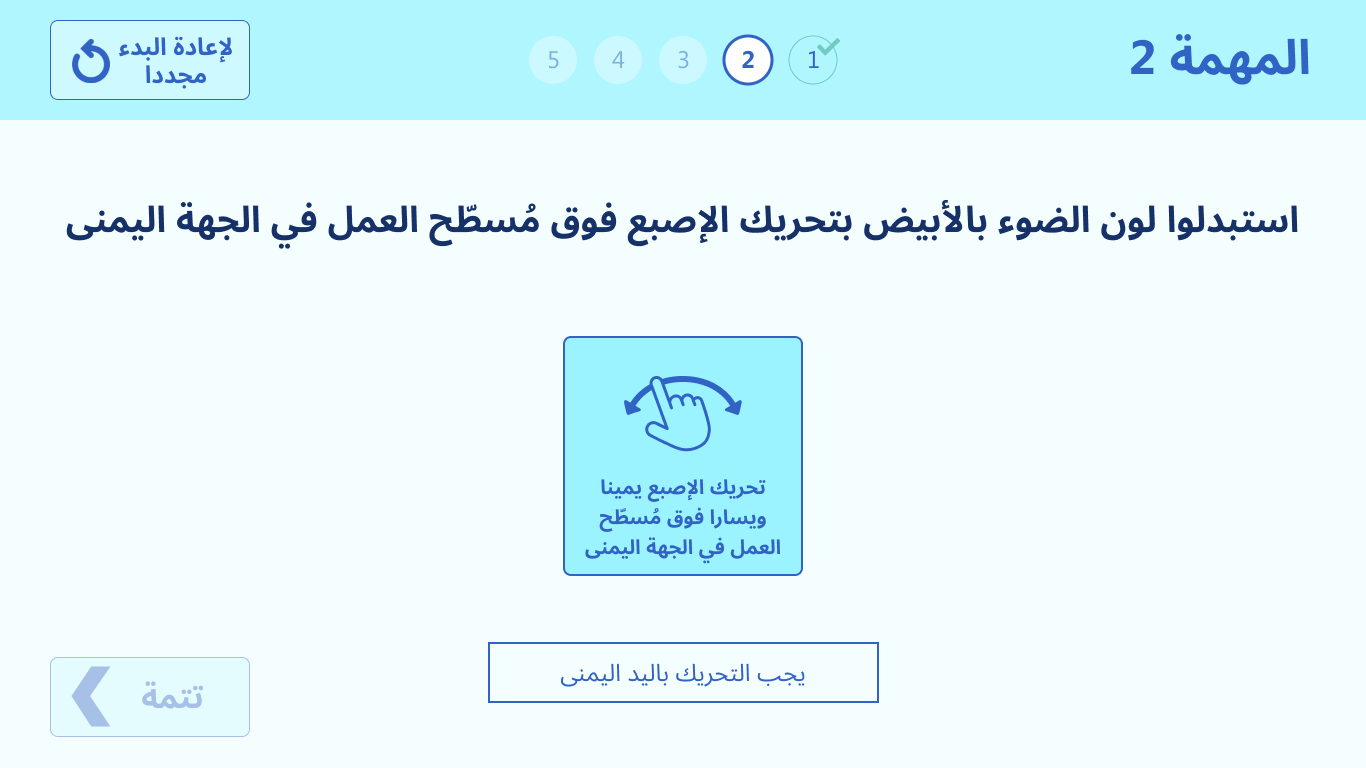 المهمة 2
1
2
3
4
5
لإعادة البدء
مجددا
استبدلوا لون الضوء بالأبيض بتحريك الإصبع فوق مُسطّح العمل في الجهة اليمنى
تحريك الإصبع يمينا
ويسارا فوق مُسطّح
العمل في الجهة اليمنى
يجب التحريك باليد اليمنى
تتمة